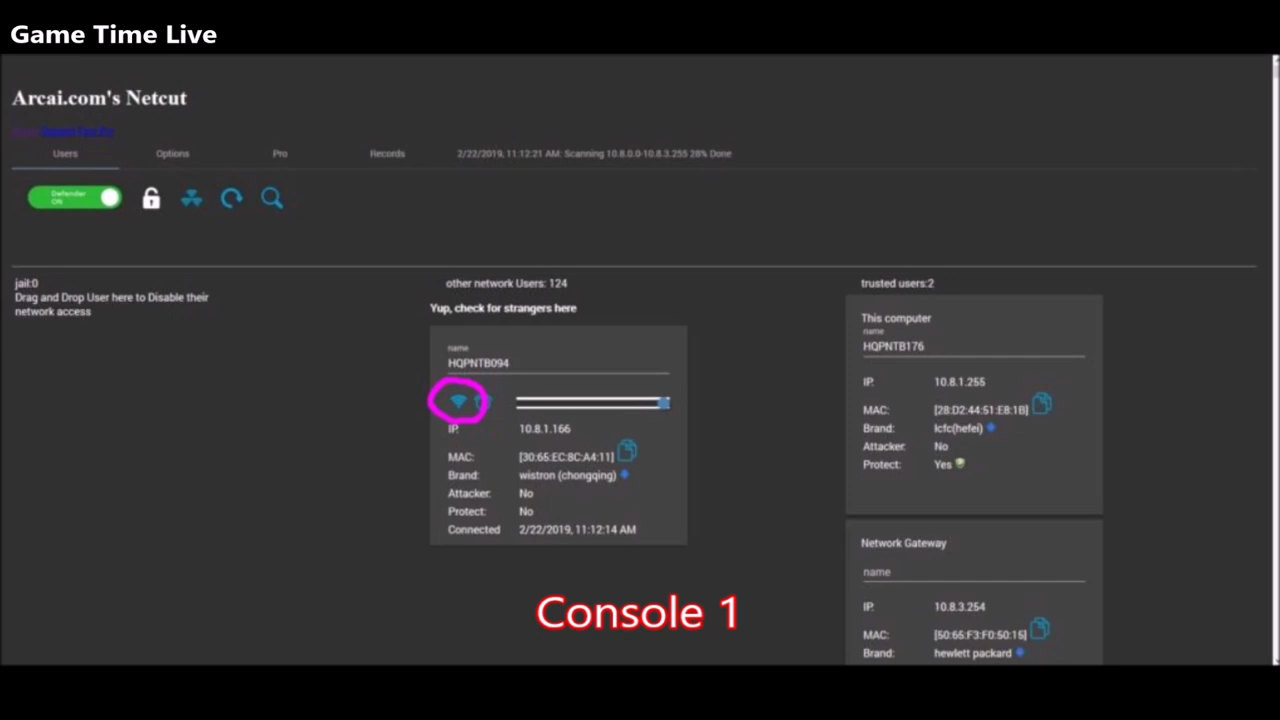 Game Time Live
Arcai.com's Netcut
Users Options Pro Records 2/22/2019, 11:12:21 AM: Scanning 10.8.0.0-10.8.3.255 28% Done
Defender
ON
jail:0
Drag and Drop User here to Disable their
network access
other network Users: 124
Yup, check for strangers here
name
HQPNTB094
IP: 10.8.1.166
MAC: [30:65:EC:8C:A4:11]
Brand: wistron (chongqing)
Attacker: No
Protect: No
Connected 2/22/2019, 11:12:14 AM
trusted users:2
This computer
name
HQPNTB176
IP: 10.8.1.255
MAC: [28:D2:44:51:E8:1B]
Brand: lcfc(hefei)
Attacker: No
Protect: Yes
Network Gateway
name
IP: 10.8.3.254
MAC: [50:65:F3:F0:50:15]
Brand: hewlett packard
Console 1